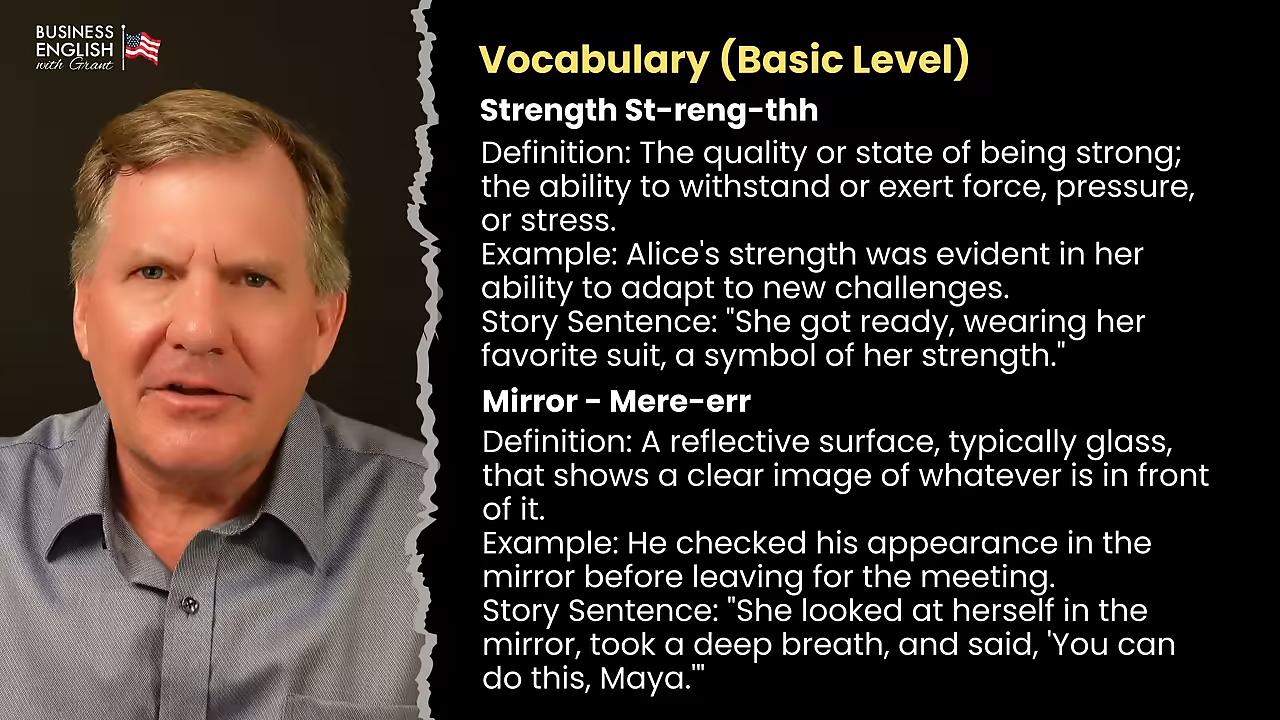 BUSINESS
ENGLISH
with Grant
Vocabulary (Basic Level)
Strength St-reng-thh
Definition: The quality or state of being strong;
the ability to withstand or exert force, pressure,
or stress.
Example: Alice's strength was evident in her
ability to adapt to new challenges.
Story Sentence: "She got ready, wearing her
favorite suit, a symbol of her strength."
Mirror - Mere-err
Definition: A reflective surface, typically glass,
that shows a clear image of whatever is in front
of it.
Example: He checked his appearance in the
mirror before leaving for the meeting.
Story Sentence: "She looked at herself in the
mirror, took a deep breath, and said, 'You can
do this, Maya.'"